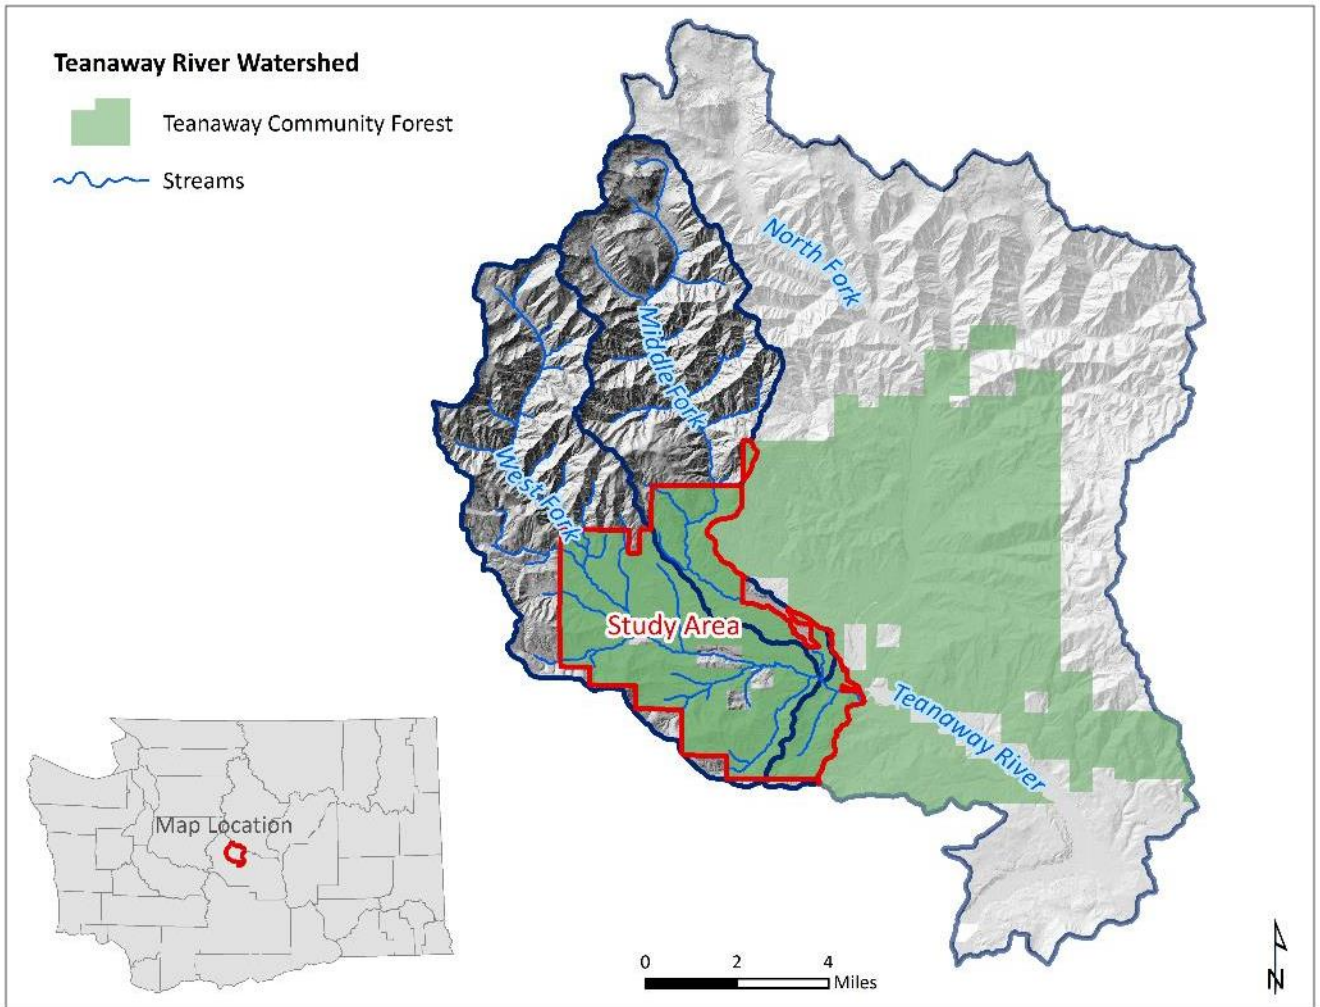 Teanaway River Watershed
Teanaway Community Forest
Streams
North Fork
Middle Fork
West Fork
Study Area
Teanaway River
Map Location
0 2 4
Miles
N